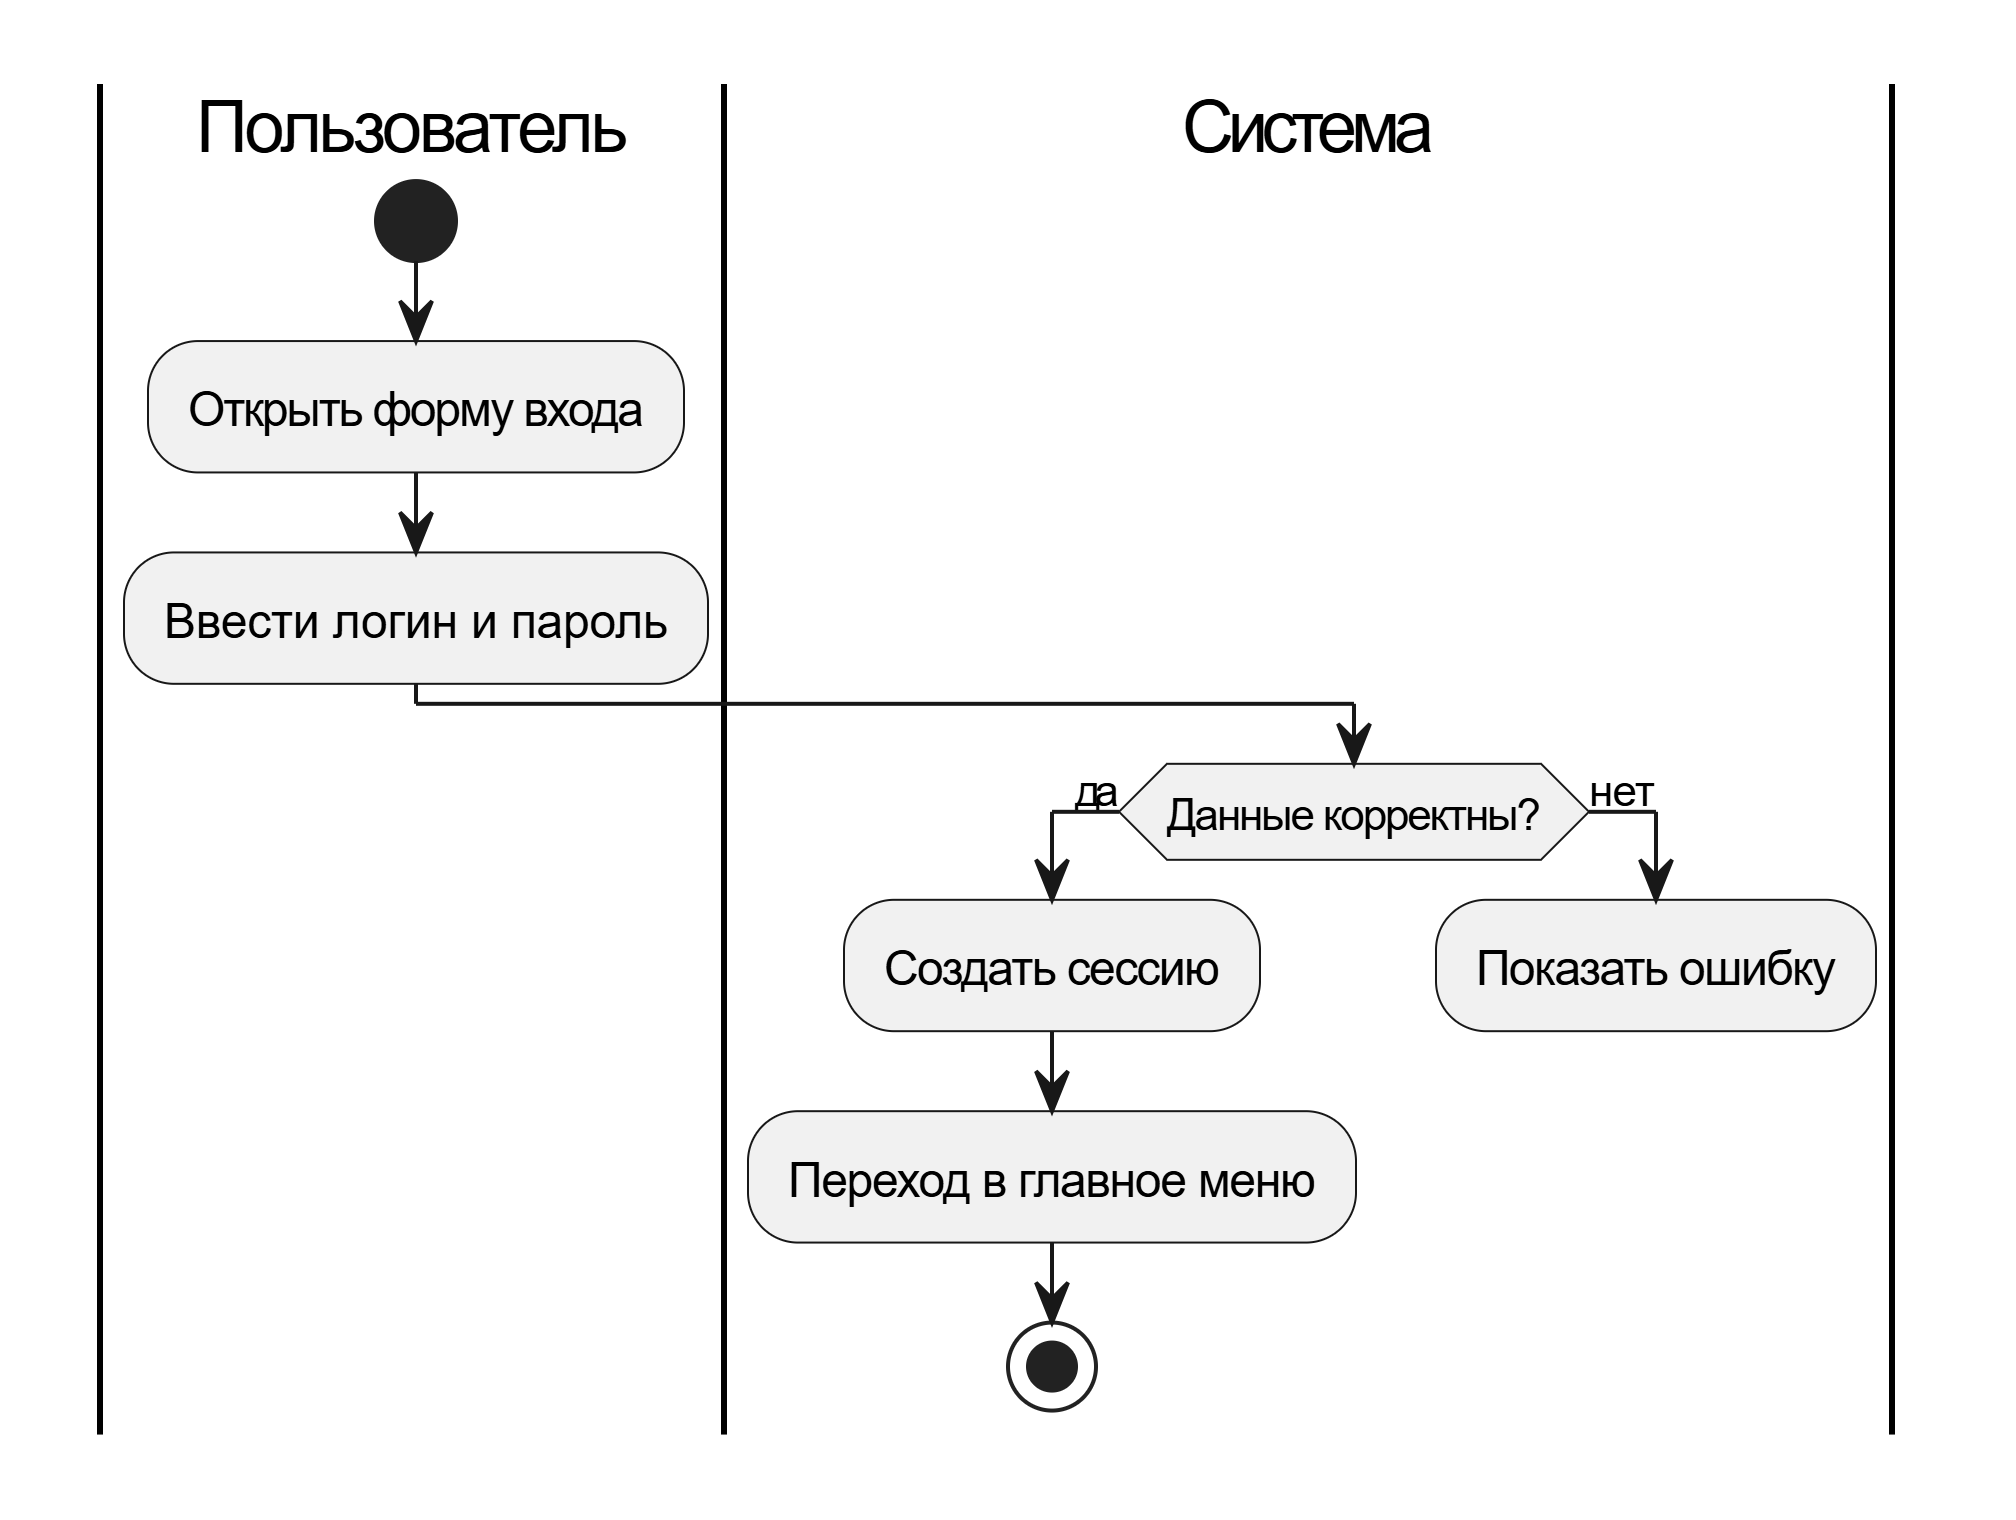 Пользователь
Система
Открыть форму входа
Ввести логин и пароль
да
Данные корректны?
нет
Создать сессию
Показать ошибку
Переход в главное меню